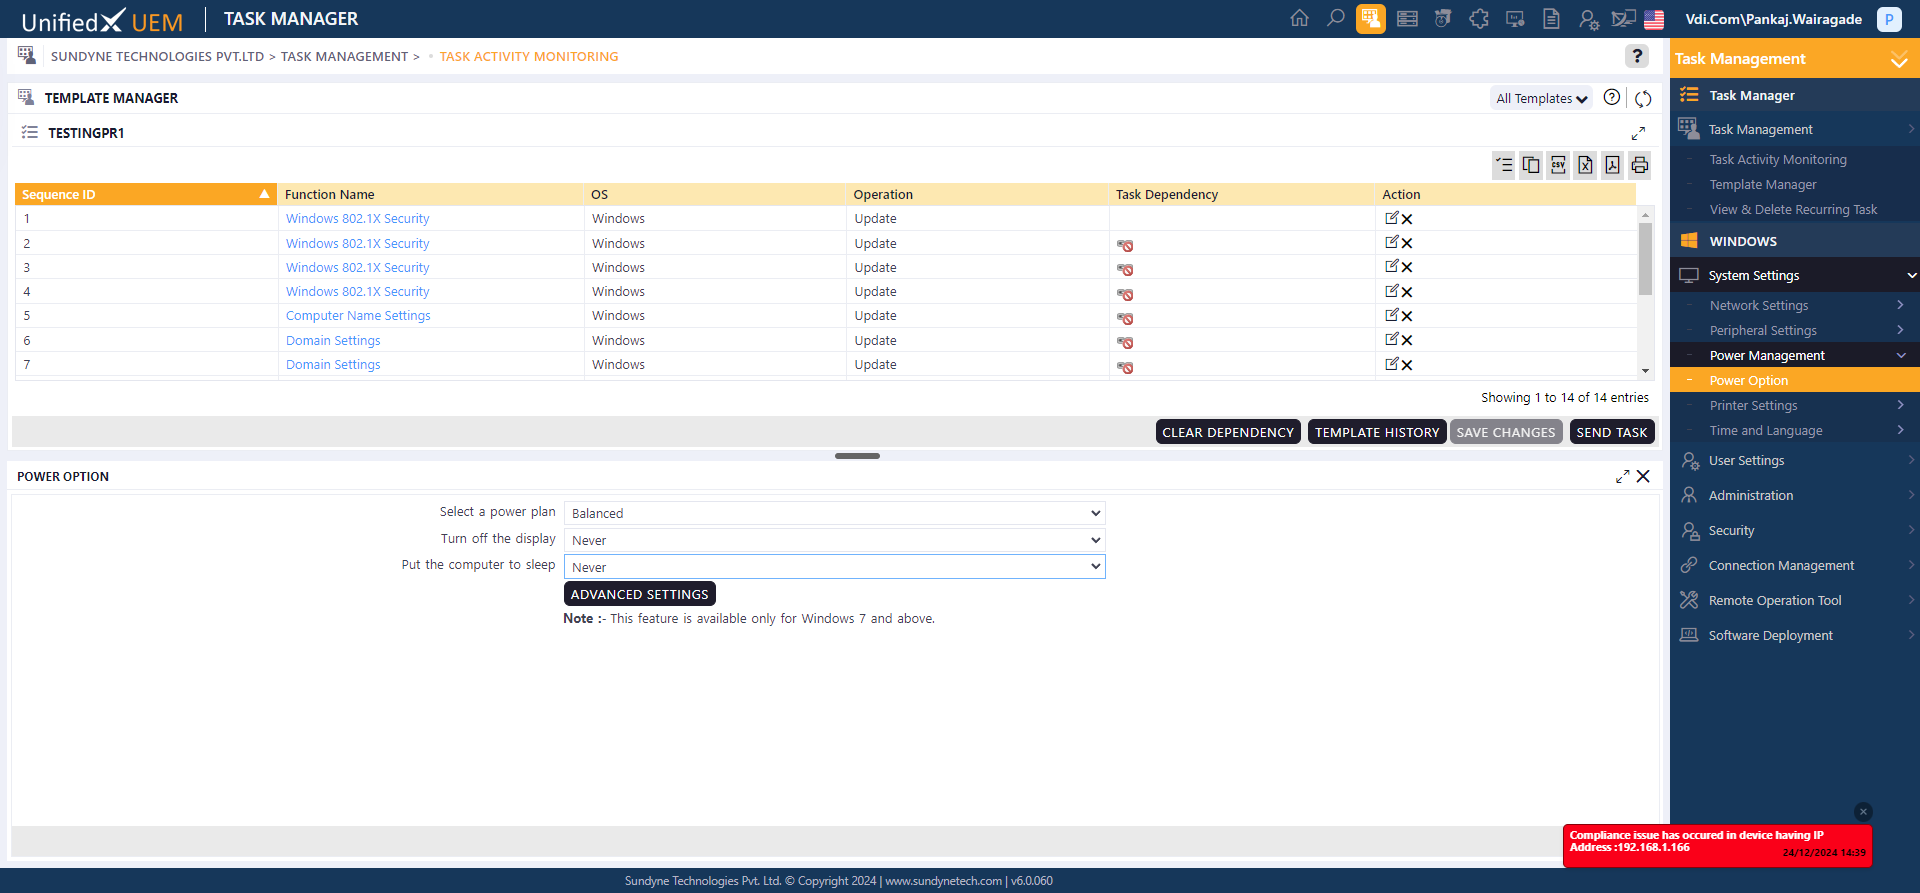 UnifiedX UEM
TASK MANAGER
Vdi.Com\Pankaj.Wairagade
P
SUNDYNE TECHNOLOGIES PVT.LTD > TASK MANAGEMENT > • TASK ACTIVITY MONITORING
?
TEMPLATE MANAGER
All Templates
?
TESTINGPR1
CSV
Sequence ID Function Name OS Operation Task Dependency Action
1 Windows 802.1X Security Windows Update
2 Windows 802.1X Security Windows Update
3 Windows 802.1X Security Windows Update
4 Windows 802.1X Security Windows Update
5 Computer Name Settings Windows Update
6 Domain Settings Windows Update
7 Domain Settings Windows Update
Showing 1 to 14 of 14 entries
CLEAR DEPENDENCY TEMPLATE HISTORY SAVE CHANGES SEND TASK
POWER OPTION
Select a power plan Balanced
Turn off the display Never
Put the computer to sleep Never
ADVANCED SETTINGS
Note :- This feature is available only for Windows 7 and above.
Task Management
Task Manager
Task Management
Task Activity Monitoring
Template Manager
View & Delete Recurring Task
WINDOWS
System Settings
Network Settings
Peripheral Settings
Power Management
Power Option
Printer Settings
Time and Language
User Settings
Administration
Security
Connection Management
Remote Operation Tool
Software Deployment
Compliance issue has occured in device having IP
Address :192.168.1.166
24/12/2024 14:39
Sundyne Technologies Pvt. Ltd. © Copyright 2024 | www.sundynetech.com | v6.0.060